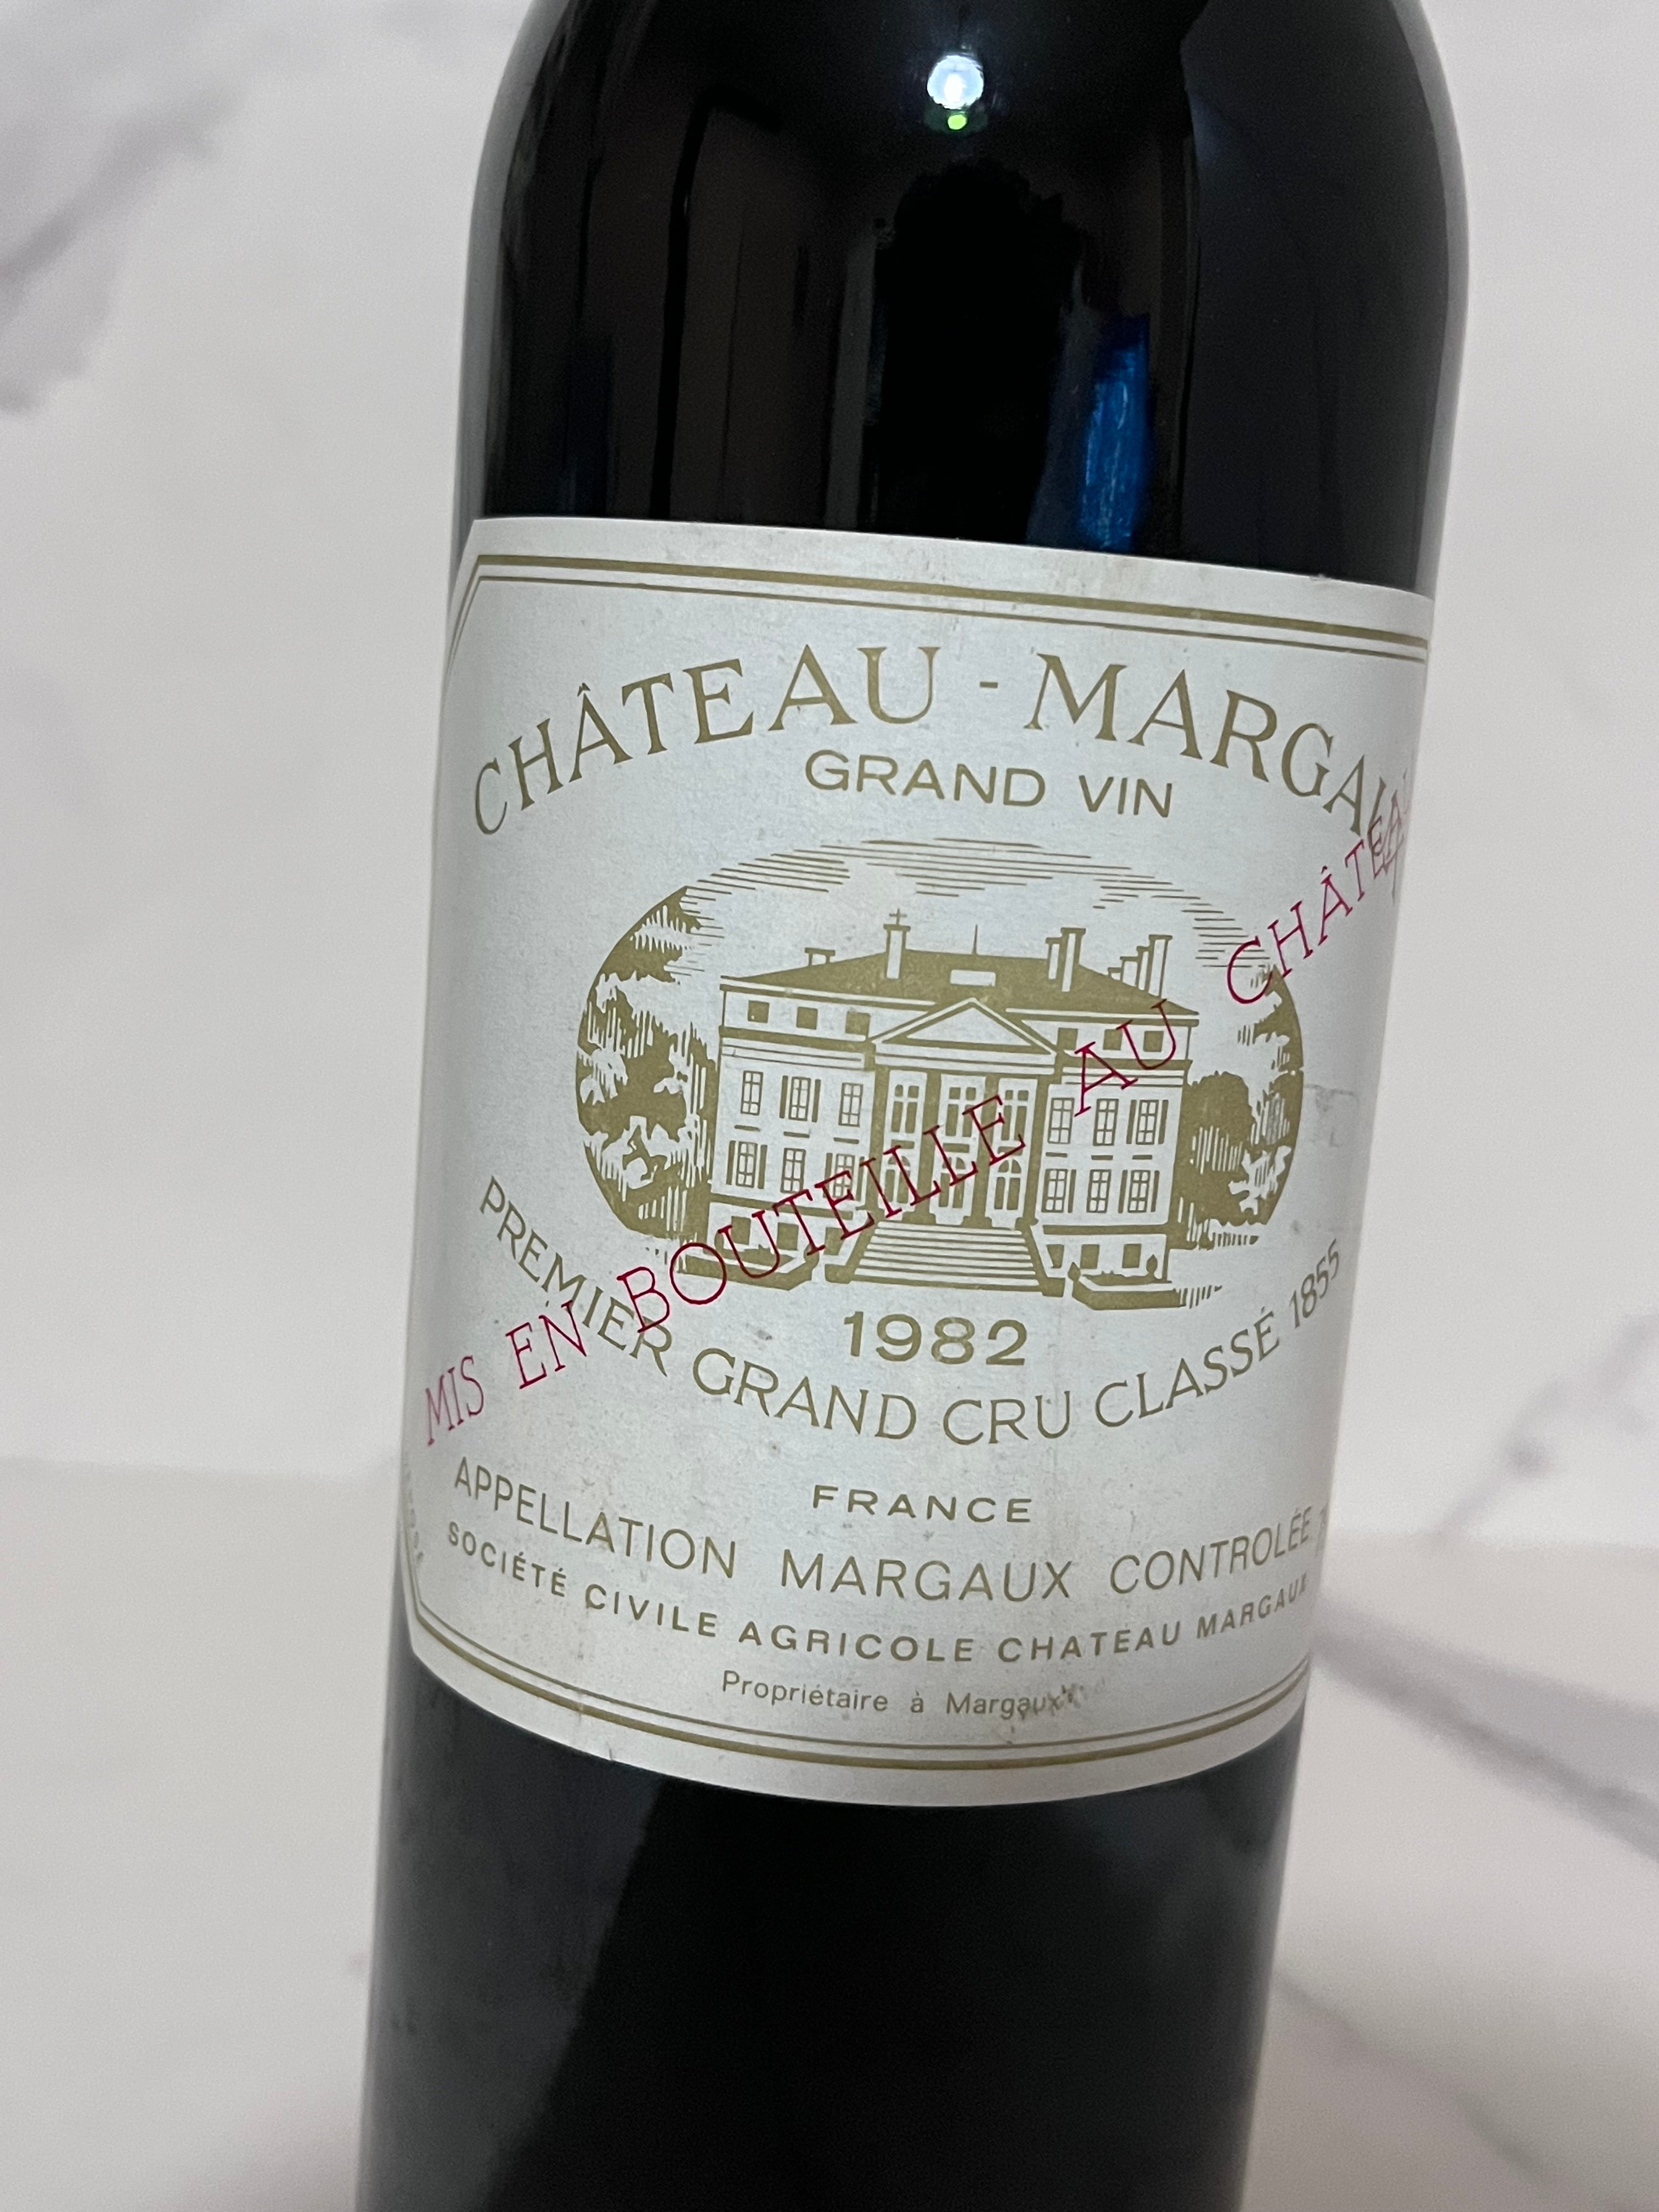 CHÂTEAU - MARGAUX
GRAND VIN
MIS EN BOUTEILLE AU CHÂTEAU
1982
PREMIER GRAND CRU CLASSÉ 1855
FRANCE
APPELLATION MARGAUX CONTROLÉE
SOCIÉTÉ CIVILE AGRICOLE CHATEAU MARGAUX
Propriétaire à Margaux